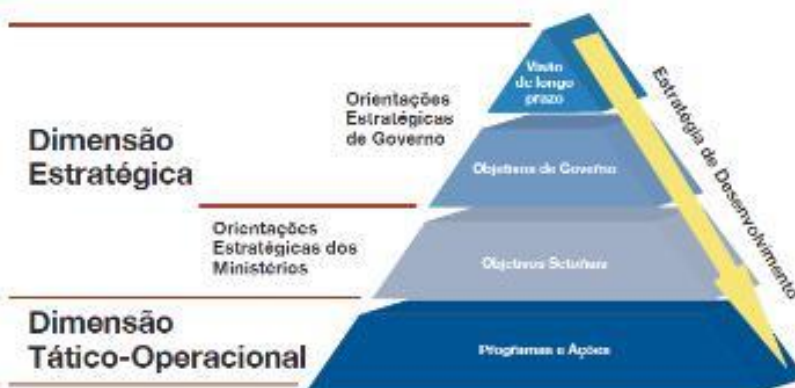 Visão
de longo
prazo
Orientações
Estratégicas
de Governo
Dimensão
Estratégica
Objetivos de Governo
Orientações
Estratégicas dos
Ministérios
Objetivos Setoriais
Estratégia de Desenvolvimento
Dimensão
Tático-Operacional
Programas e Ações